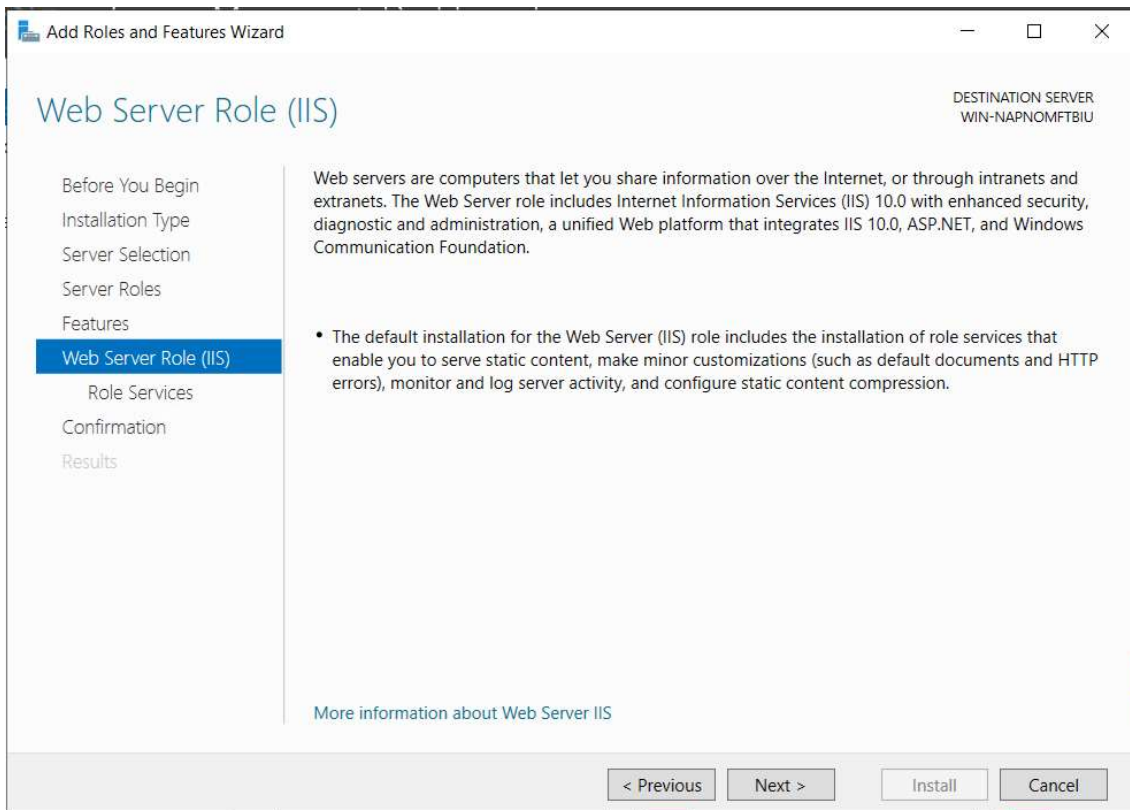 Add Roles and Features Wizard
Web Server Role (IIS)
DESTINATION SERVER
WIN-NAPNOMFTBIU
Before You Begin
Installation Type
Server Selection
Server Roles
Features
Web Server Role (IIS)
Role Services
Confirmation
Results
Web servers are computers that let you share information over the Internet, or through intranets and
extranets. The Web Server role includes Internet Information Services (IIS) 10.0 with enhanced security,
diagnostic and administration, a unified Web platform that integrates IIS 10.0, ASP.NET, and Windows
Communication Foundation.
• The default installation for the Web Server (IIS) role includes the installation of role services that
enable you to serve static content, make minor customizations (such as default documents and HTTP
errors), monitor and log server activity, and configure static content compression.
More information about Web Server IIS
< Previous
Next >
Install
Cancel